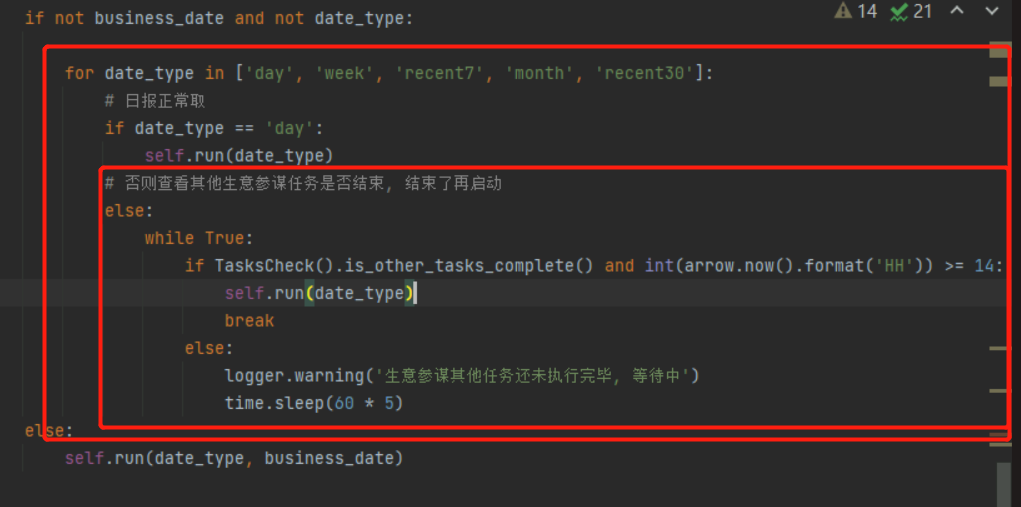 if not business_date and not date_type:
14 21
for date_type in ['day', 'week', 'recent7', 'month', 'recent30']:
# 日报正常取
if date_type == 'day':
self.run(date_type)
# 否则查看其他生意参谋任务是否结束, 结束了再启动
else:
while True:
if TasksCheck().is_other_tasks_complete() and int(arrow.now().format('HH')) >= 14:
self.run(date_type)
break
else:
logger.warning('生意参谋其他任务还未执行完毕, 等待中')
time.sleep(60 * 5)
else:
self.run(date_type, business_date)